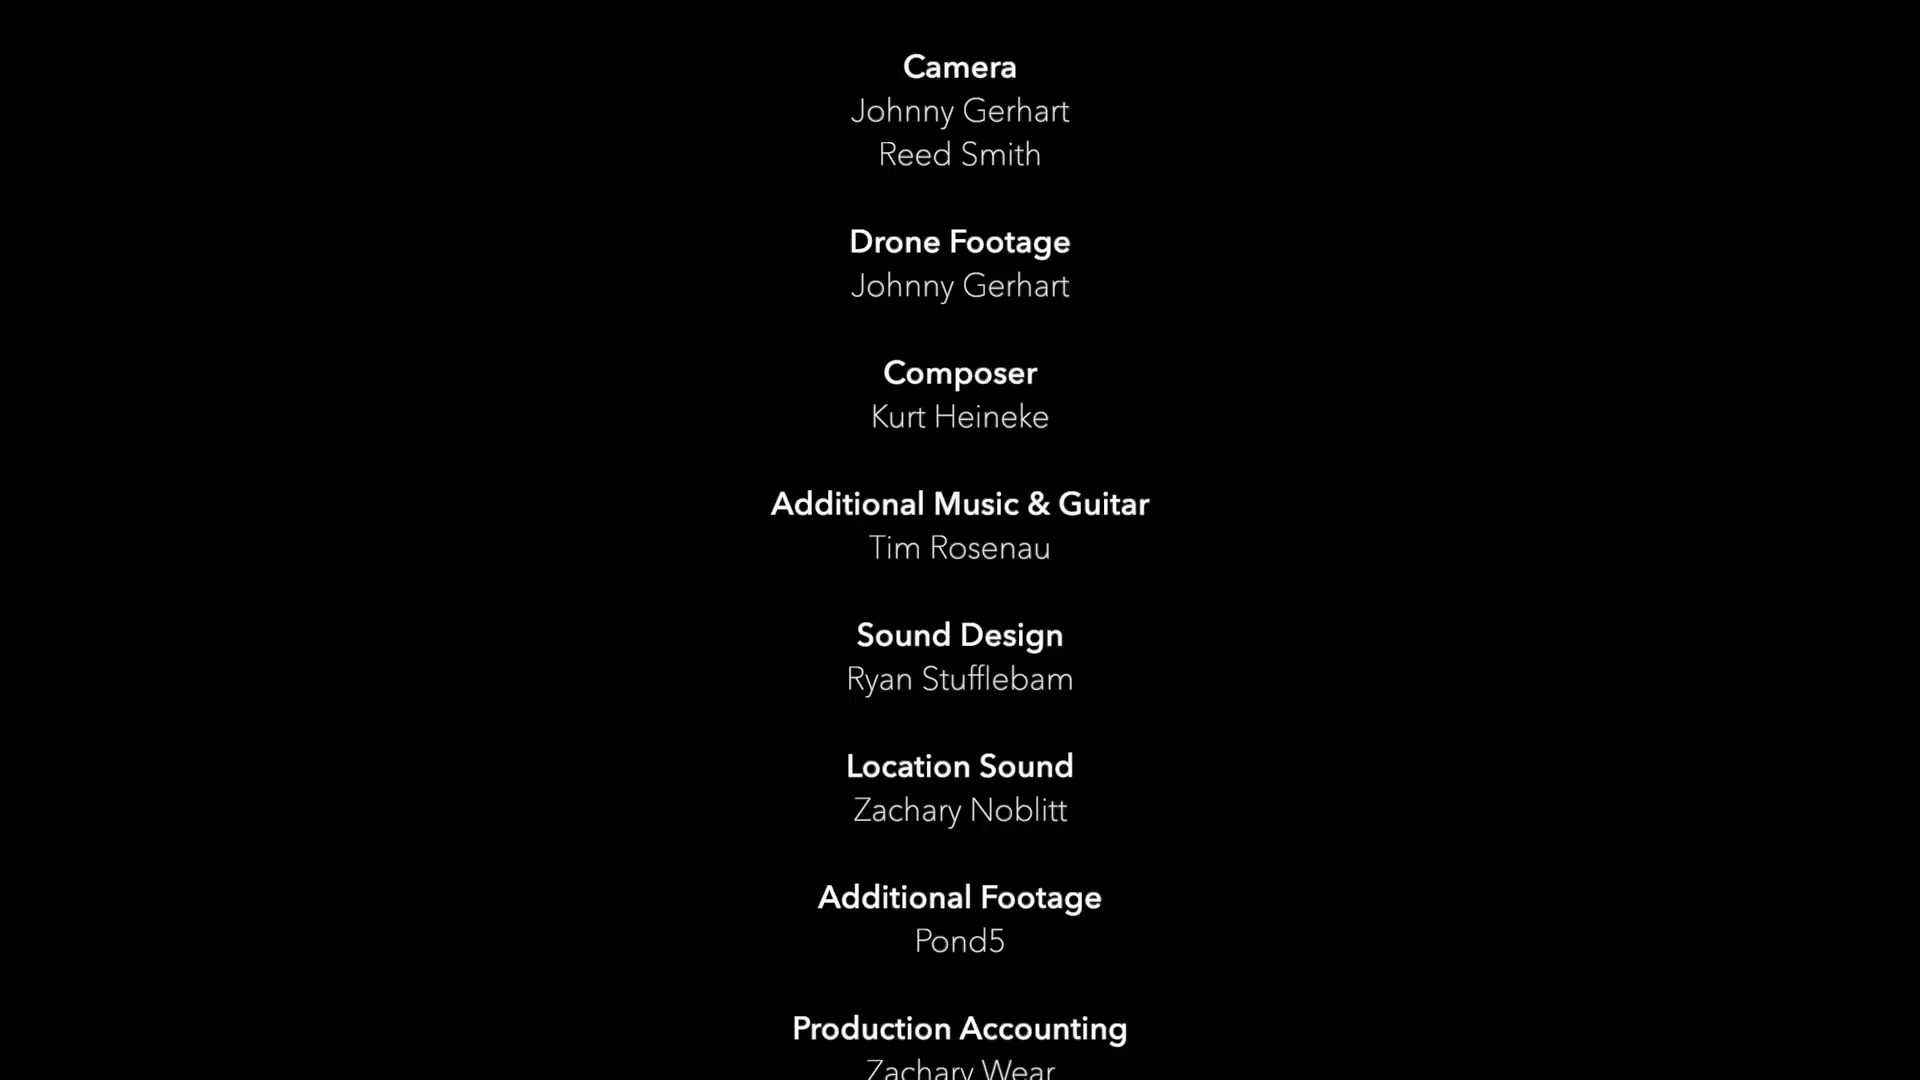 Camera
Johnny Gerhart
Reed Smith
Drone Footage
Johnny Gerhart
Composer
Kurt Heineke
Additional Music & Guitar
Tim Rosenau
Sound Design
Ryan Stufflebam
Location Sound
Zachary Noblitt
Additional Footage
Pond5
Production Accounting
Zachary Wear